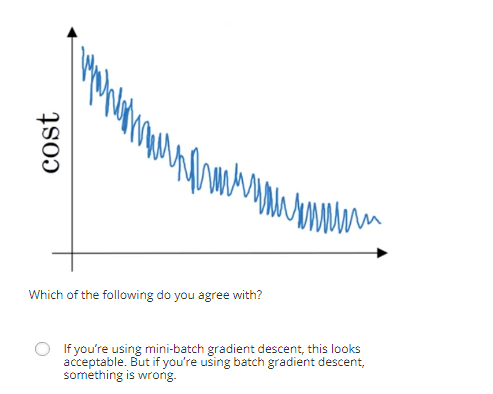 cost
Which of the following do you agree with?
If you're using mini-batch gradient descent, this looks
acceptable. But if you're using batch gradient descent,
something is wrong.